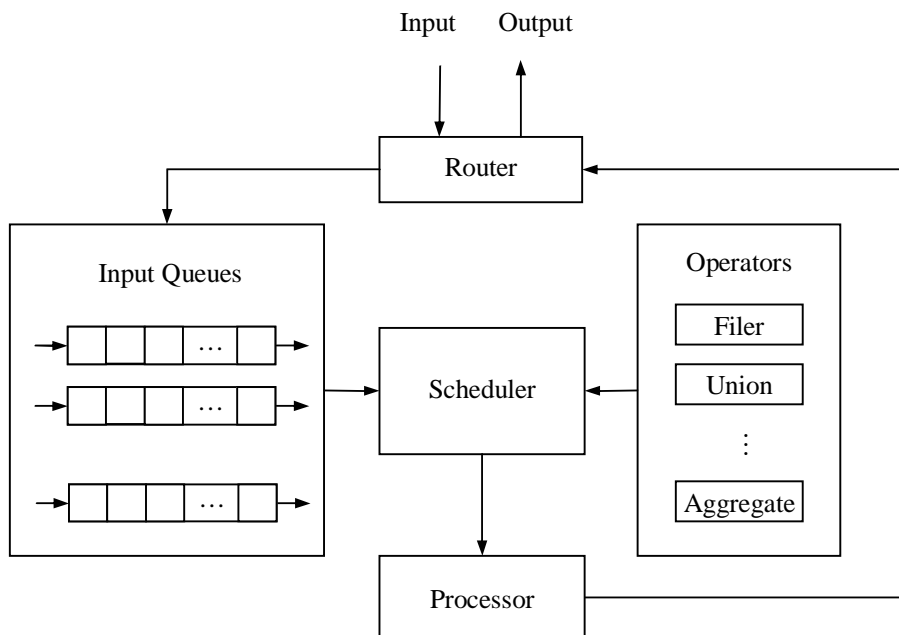 Input
Output
Router
Input Queues
...
...
...
Scheduler
Operators
Filer
Union
⋮
Aggregate
Processor